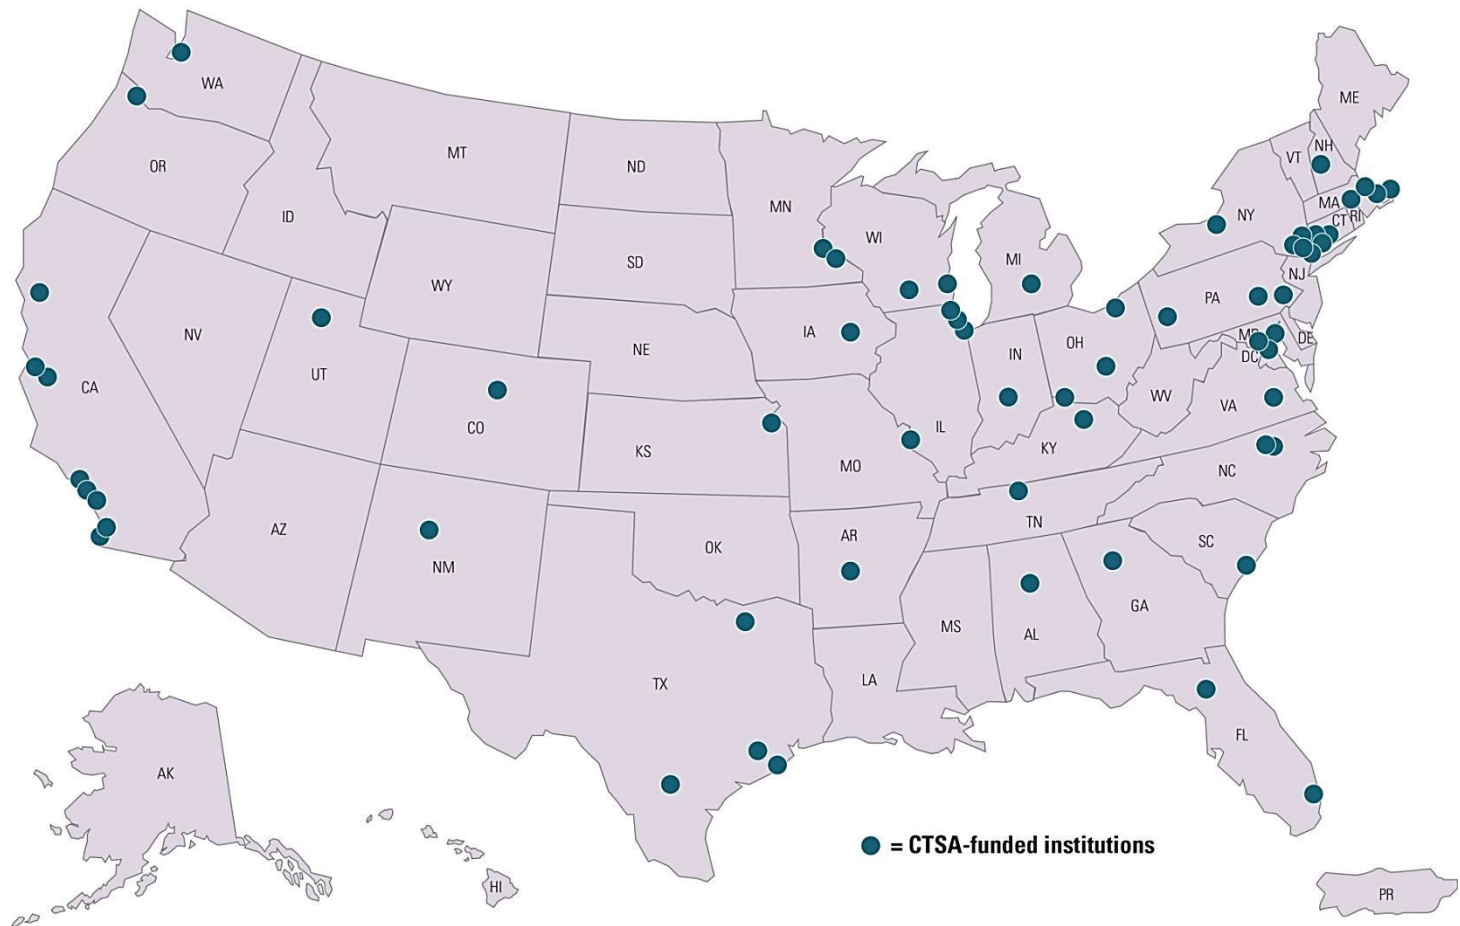 ME
WA
NH
VT
MT
ND
OR
MN
MA
NY
CT
RI
ID
WI
SD
MI
NJ
WY
PA
NV
IA
OH
MD
DE
NE
IN
DC
UT
CA
WV
VA
CO
IL
KS
KY
MO
NC
TN
AZ
AR
SC
OK
NM
GA
MS
AL
LA
TX
FL
AK
= CTSA-funded institutions
HI
PR